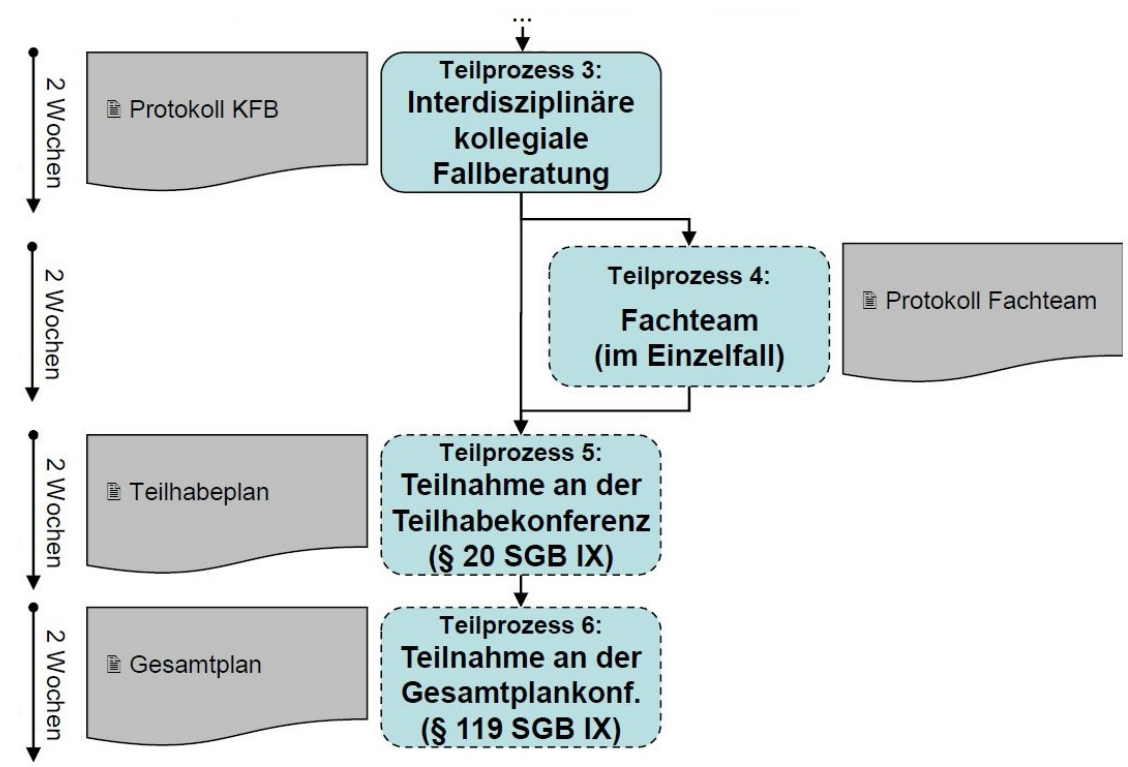 ...
2 Wochen
Protokoll KFB
Teilprozess 3:
Interdisziplinäre
kollegiale
Fallberatung
2 Wochen
Teilprozess 4:
Fachteam
(im Einzelfall)
Protokoll Fachteam
2 Wochen
Teilhabeplan
Teilprozess 5:
Teilnahme an der
Teilhabekonferenz
(§ 20 SGB IX)
2 Wochen
Gesamtplan
Teilprozess 6:
Teilnahme an der
Gesamtplankonf.
(§ 119 SGB IX)